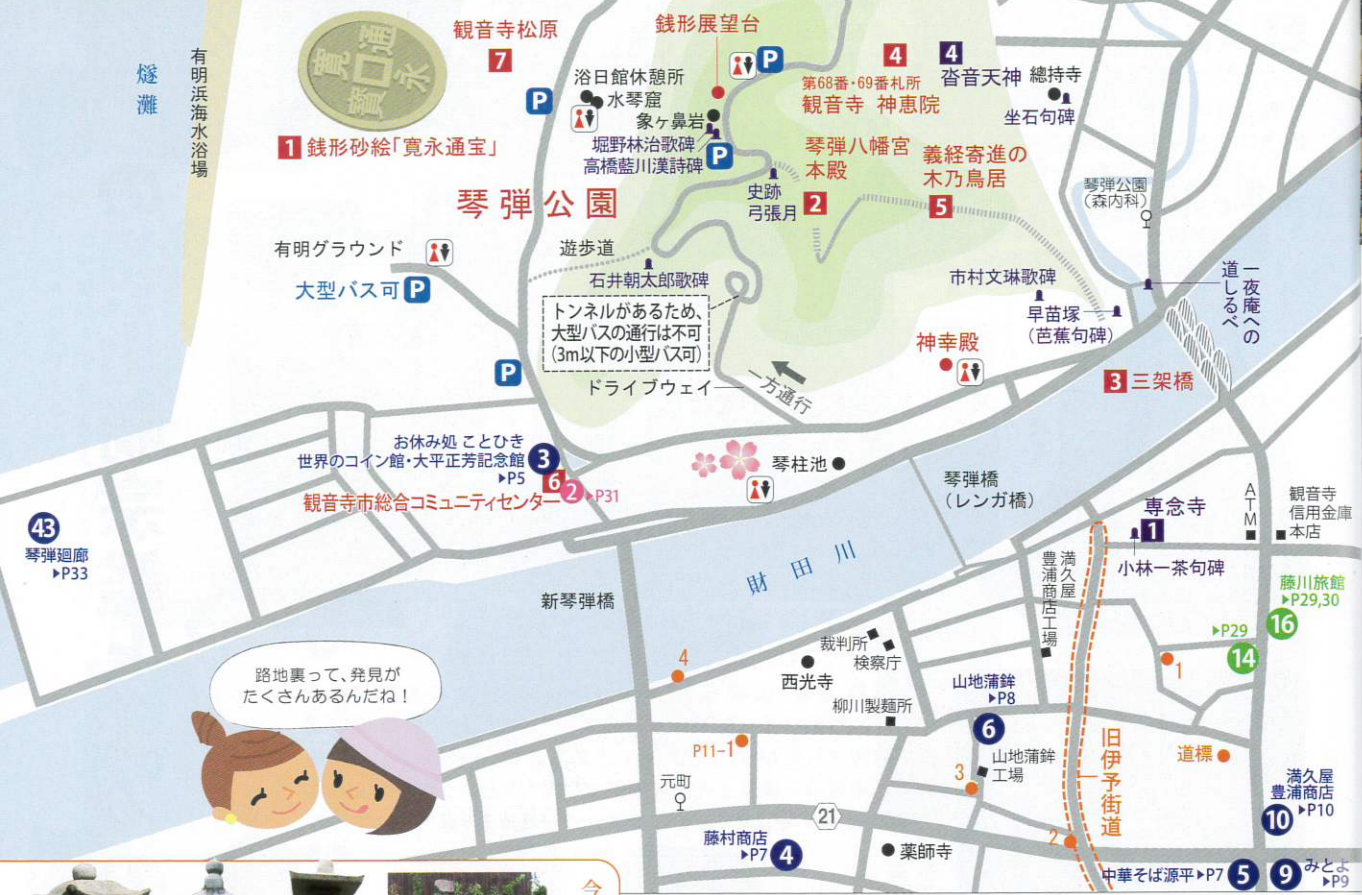 燧灘
有明浜海水浴場
寛永通寳
1 銭形砂絵「寛永通宝」
観音寺松原
7
P
浴日館休憩所
水琴窟
銭形展望台
P
象ヶ鼻岩
堀野林治歌碑
高橋藍川漢詩碑
P
4
第68番・69番札所
観音寺 神恵院
4
沓音天神
總持寺
坐石句碑
琴弾八幡宮
本殿
2
義経寄進の
木乃鳥居
5
史跡
弓張月
琴弾公園
(森内科)
琴弾公園
有明グラウンド
大型バス可 P
遊歩道
石井朝太郎歌碑
トンネルがあるため、
大型バスの通行は不可
(3m以下の小型バス可)
ドライブウェイ
一方通行
市村文琳歌碑
早苗塚
(芭蕉句碑)
一夜庵への
道しるべ
神幸殿
3 三架橋
P
お休み処 ことひき
世界のコイン館・大平正芳記念館
▶P5
3
6
2 ▶P31
観音寺市総合コミュニティセンター
琴柱池
琴弾橋
(レンガ橋)
43
琴弾廻廊
▶P33
新琴弾橋
財田川
専念寺
1
小林一茶句碑
ATM
観音寺
信用金庫
本店
満久屋
豊浦商店工場
藤川旅館
▶P29,30
16
▶P29
14
1
4
裁判所
検察庁
西光寺
柳川製麺所
山地蒲鉾
▶P8
6
山地蒲鉾
工場
3
P11-1
元町
21
旧伊予街道
道標
満久屋
豊浦商店
▶P10
10
2
藤村商店
▶P7 4
薬師寺
中華そば源平▶P7 5
9 みとよ
▶P9
路地裏って、発見が
たくさんあるんだね！
今